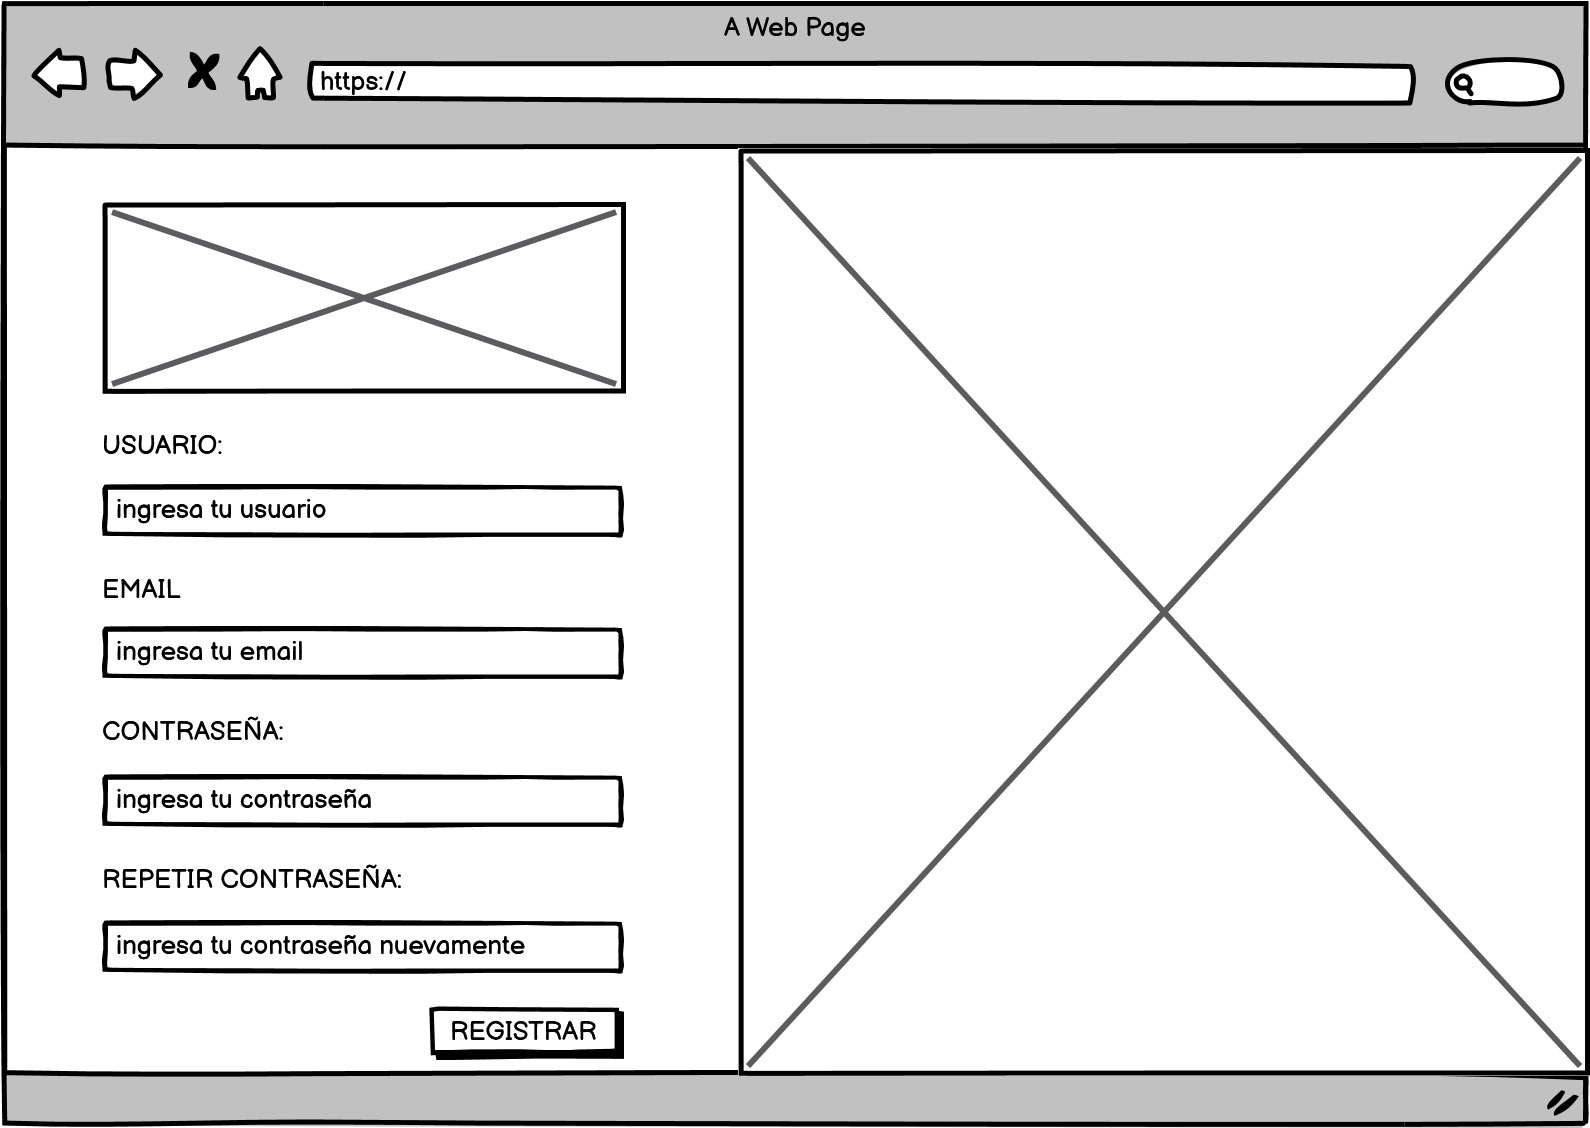 A Web Page
https://
USUARIO:
ingresa tu usuario
EMAIL
ingresa tu email
CONTRASEÑA:
ingresa tu contraseña
REPETIR CONTRASEÑA:
ingresa tu contraseña nuevamente
REGISTRAR